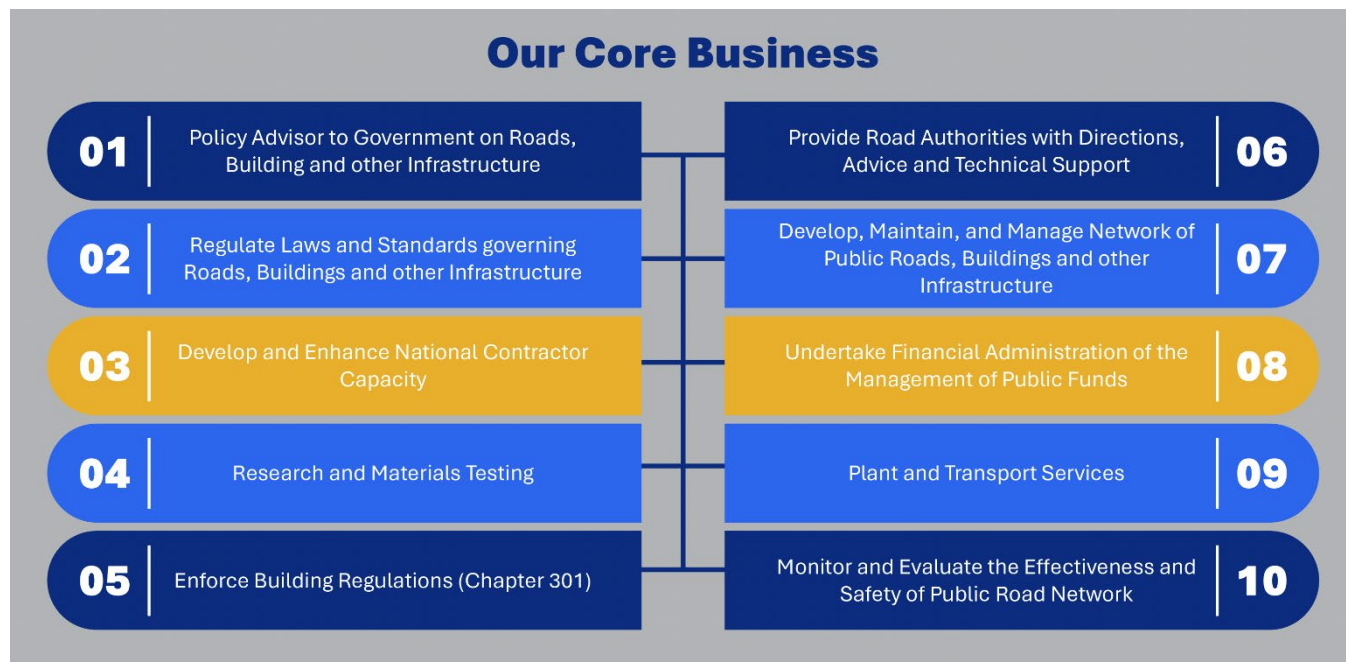 Our Core Business
01
Policy Advisor to Government on Roads,
Building and other Infrastructure
02
Regulate Laws and Standards governing
Roads, Buildings and other Infrastructure
03
Develop and Enhance National Contractor
Capacity
04
Research and Materials Testing
05
Enforce Building Regulations (Chapter 301)
Provide Road Authorities with Directions,
Advice and Technical Support
06
Develop, Maintain, and Manage Network of
Public Roads, Buildings and other
Infrastructure
07
Undertake Financial Administration of the
Management of Public Funds
08
Plant and Transport Services
09
Monitor and Evaluate the Effectiveness and
Safety of Public Road Network
10